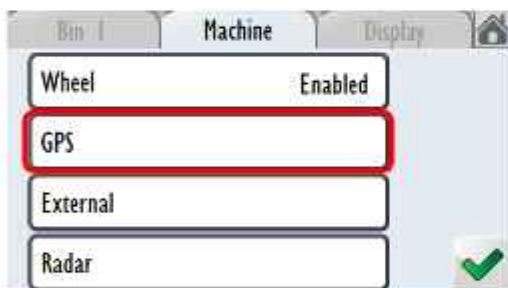 Bin 1 Machine Display
Wheel Enabled
GPS
External
Radar